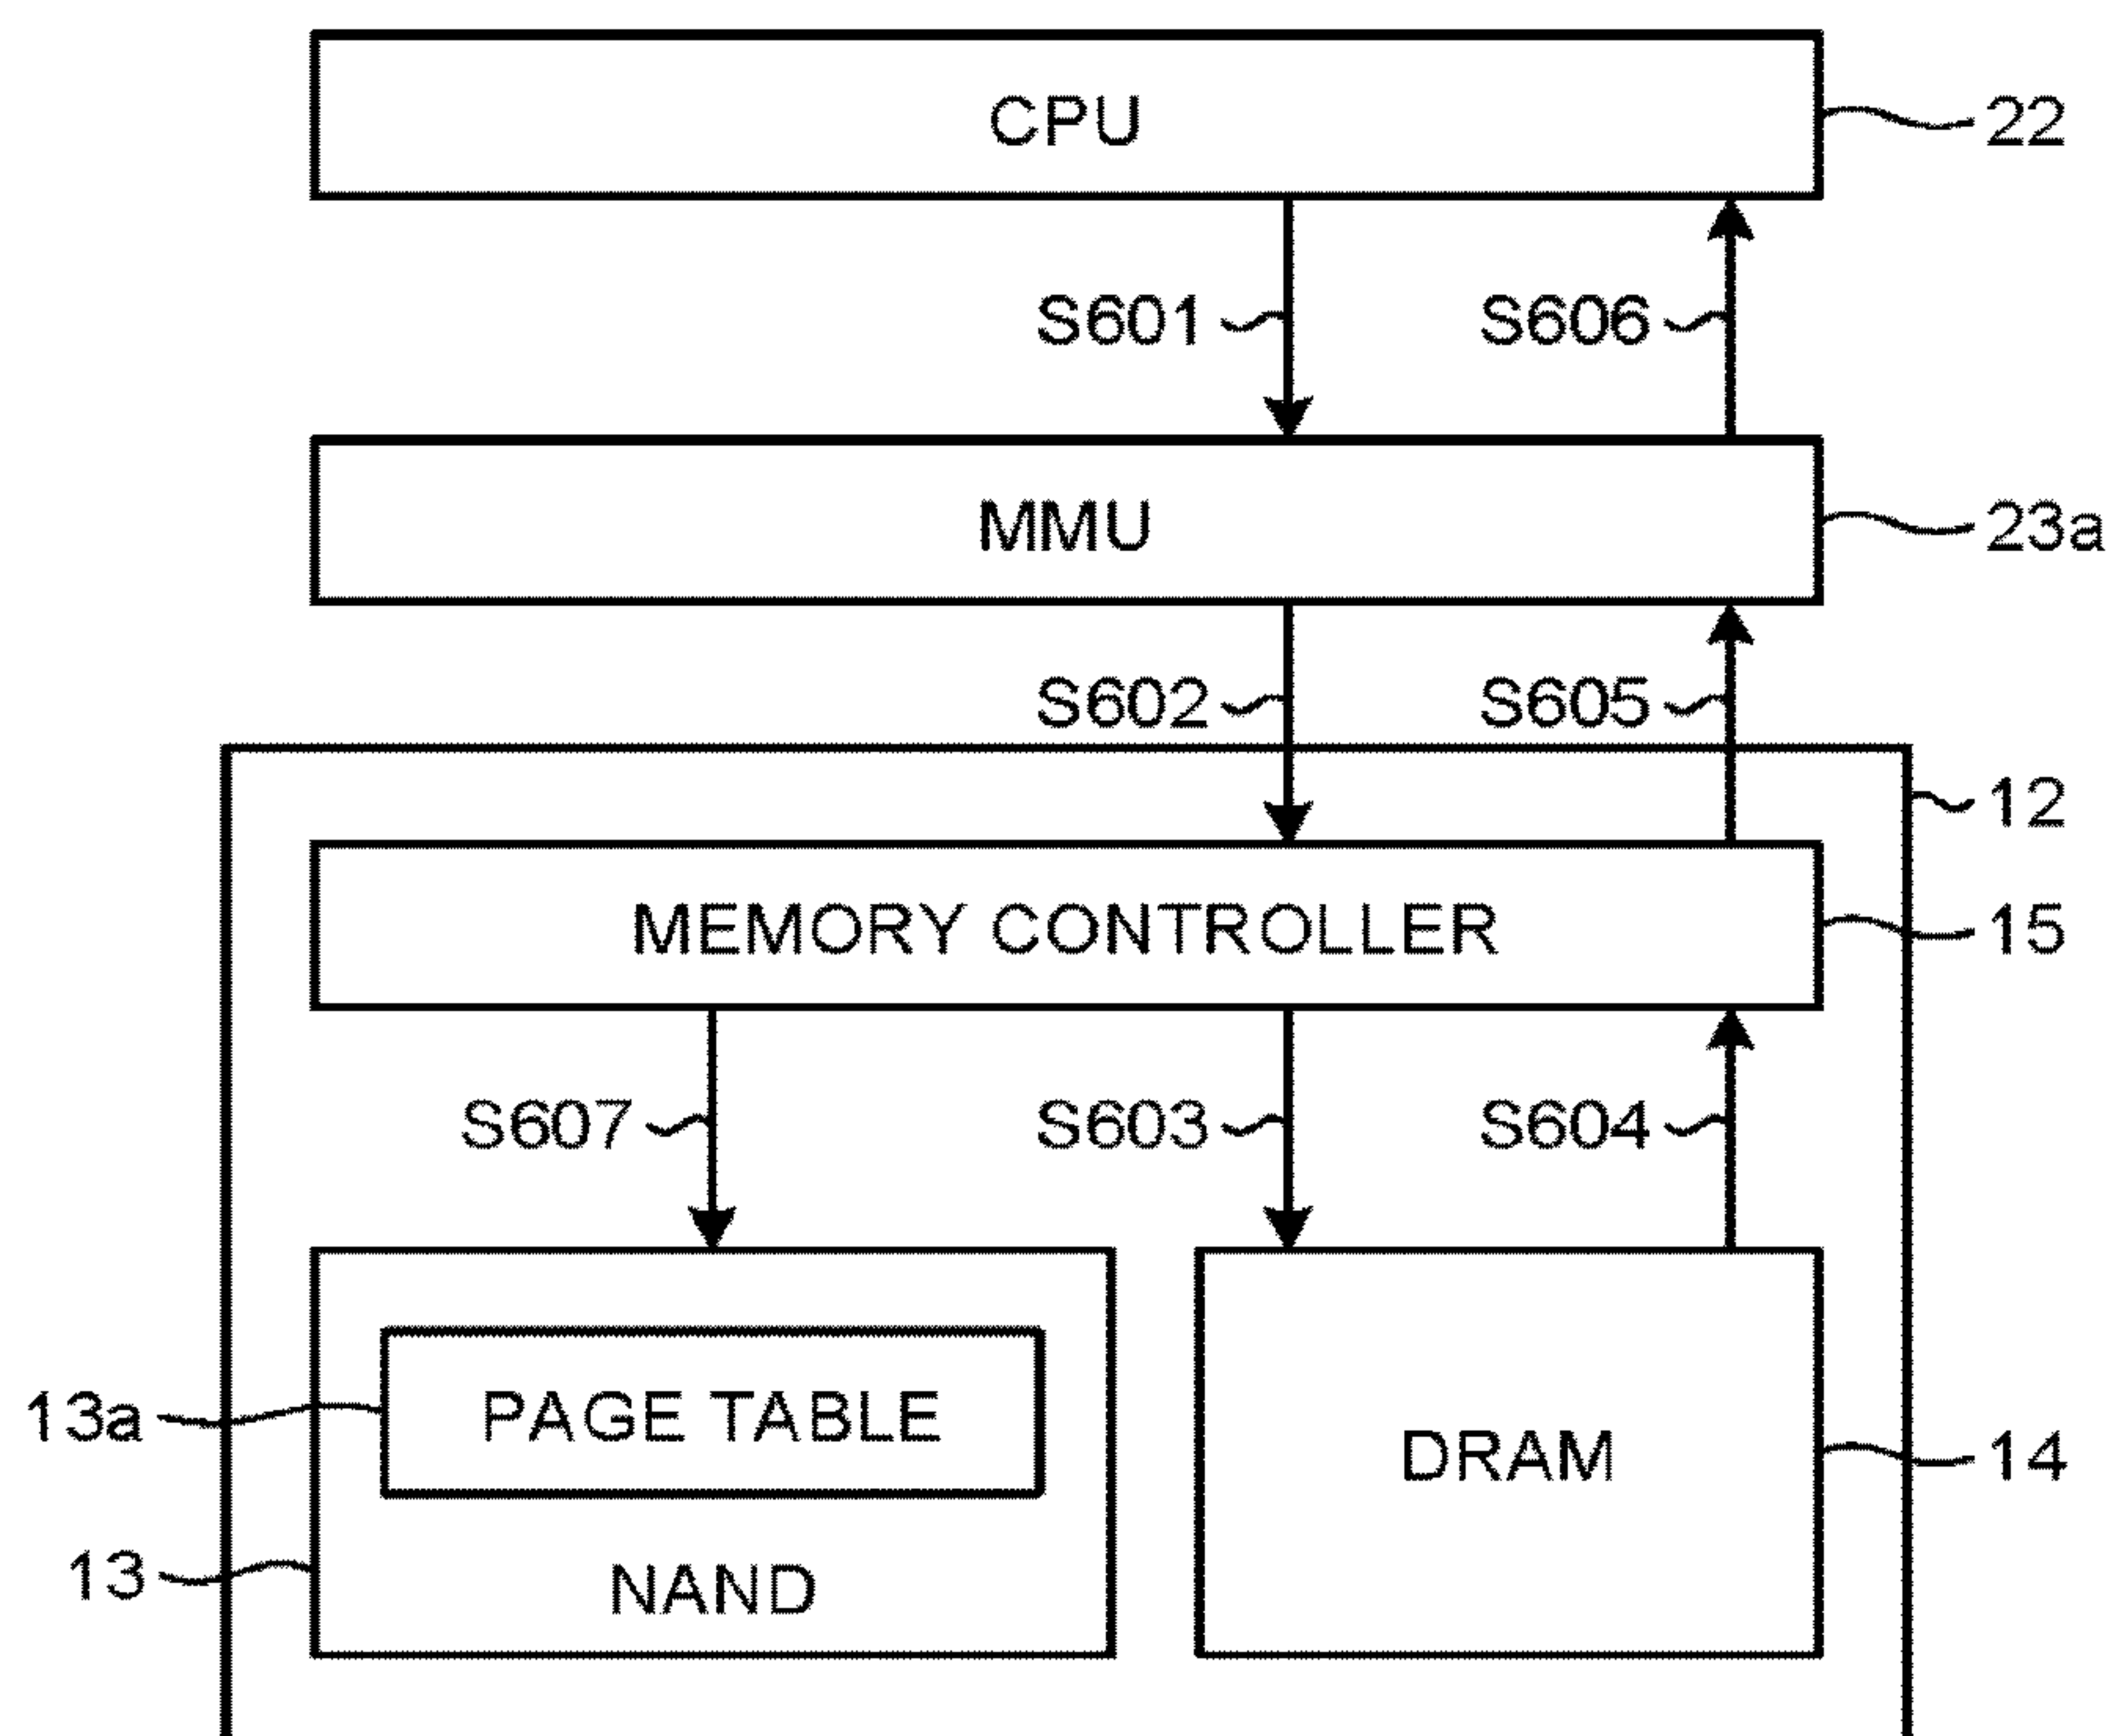 CPU
22
S601
S606
MMU
23a
S602
S605
12
MEMORY CONTROLLER
15
S607
S603
S604
13a
PAGE TABLE
DRAM
14
13
NAND